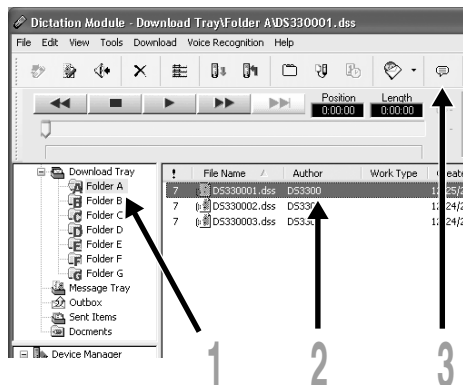 Dictation Module - Download Tray\Folder A\DS330001.dss
File Edit View Tools Download Voice Recognition Help
Position Length
0:00:00 0:00:00
Download Tray
Folder A
Folder B
Folder C
Folder D
Folder E
Folder F
Folder G
Message Tray
Outbox
Sent Items
Docments
Device Manager
! File Name Author Work Type
7 DS330001.dss DS3300
7 DS330002.dss
7 DS330003.dss
1 2 3